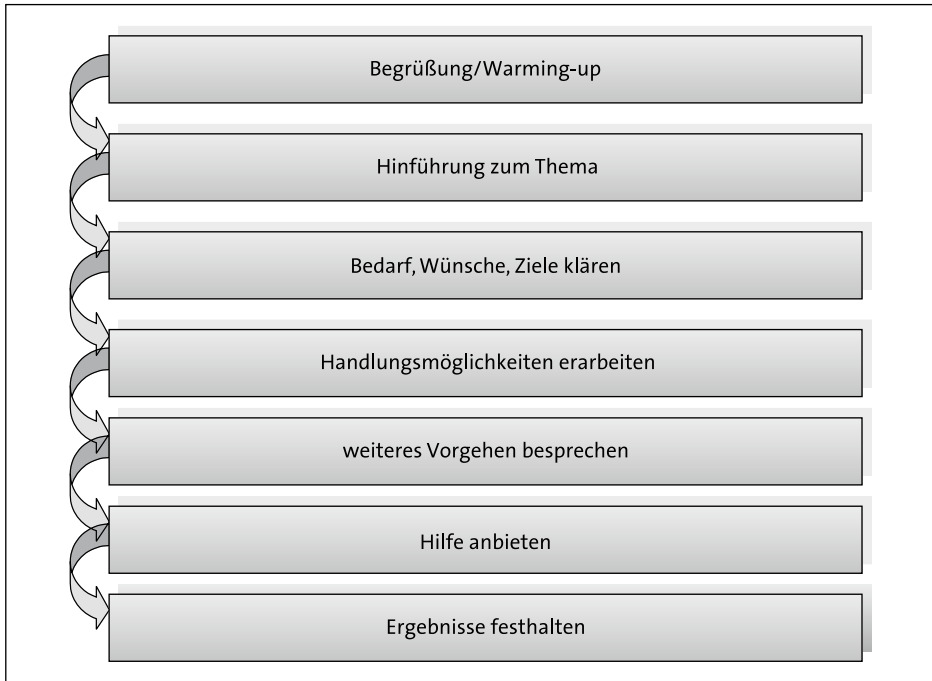 Begrüßung/Warming-up
Hinführung zum Thema
Bedarf, Wünsche, Ziele klären
Handlungsmöglichkeiten erarbeiten
weiteres Vorgehen besprechen
Hilfe anbieten
Ergebnisse festhalten